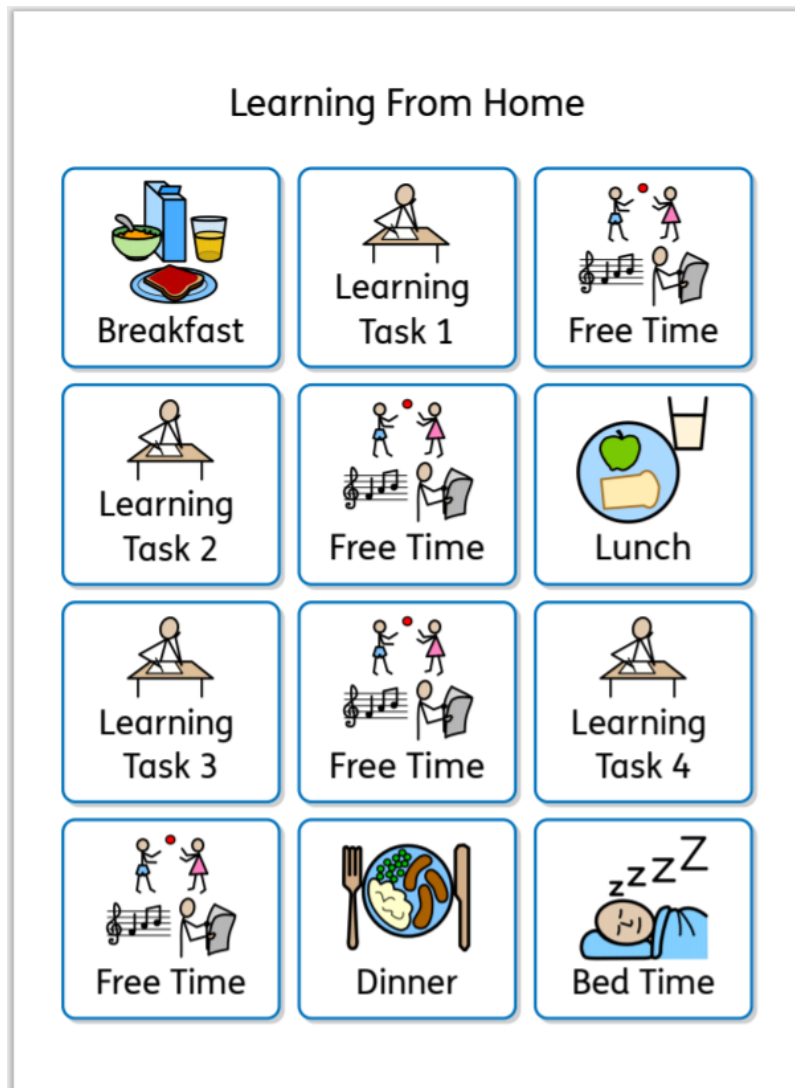 Learning From Home
Breakfast
Learning
Task 1
Free Time
Learning
Task 2
Free Time
Lunch
Learning
Task 3
Free Time
Learning
Task 4
Free Time
Dinner
z z Z Z
Bed Time